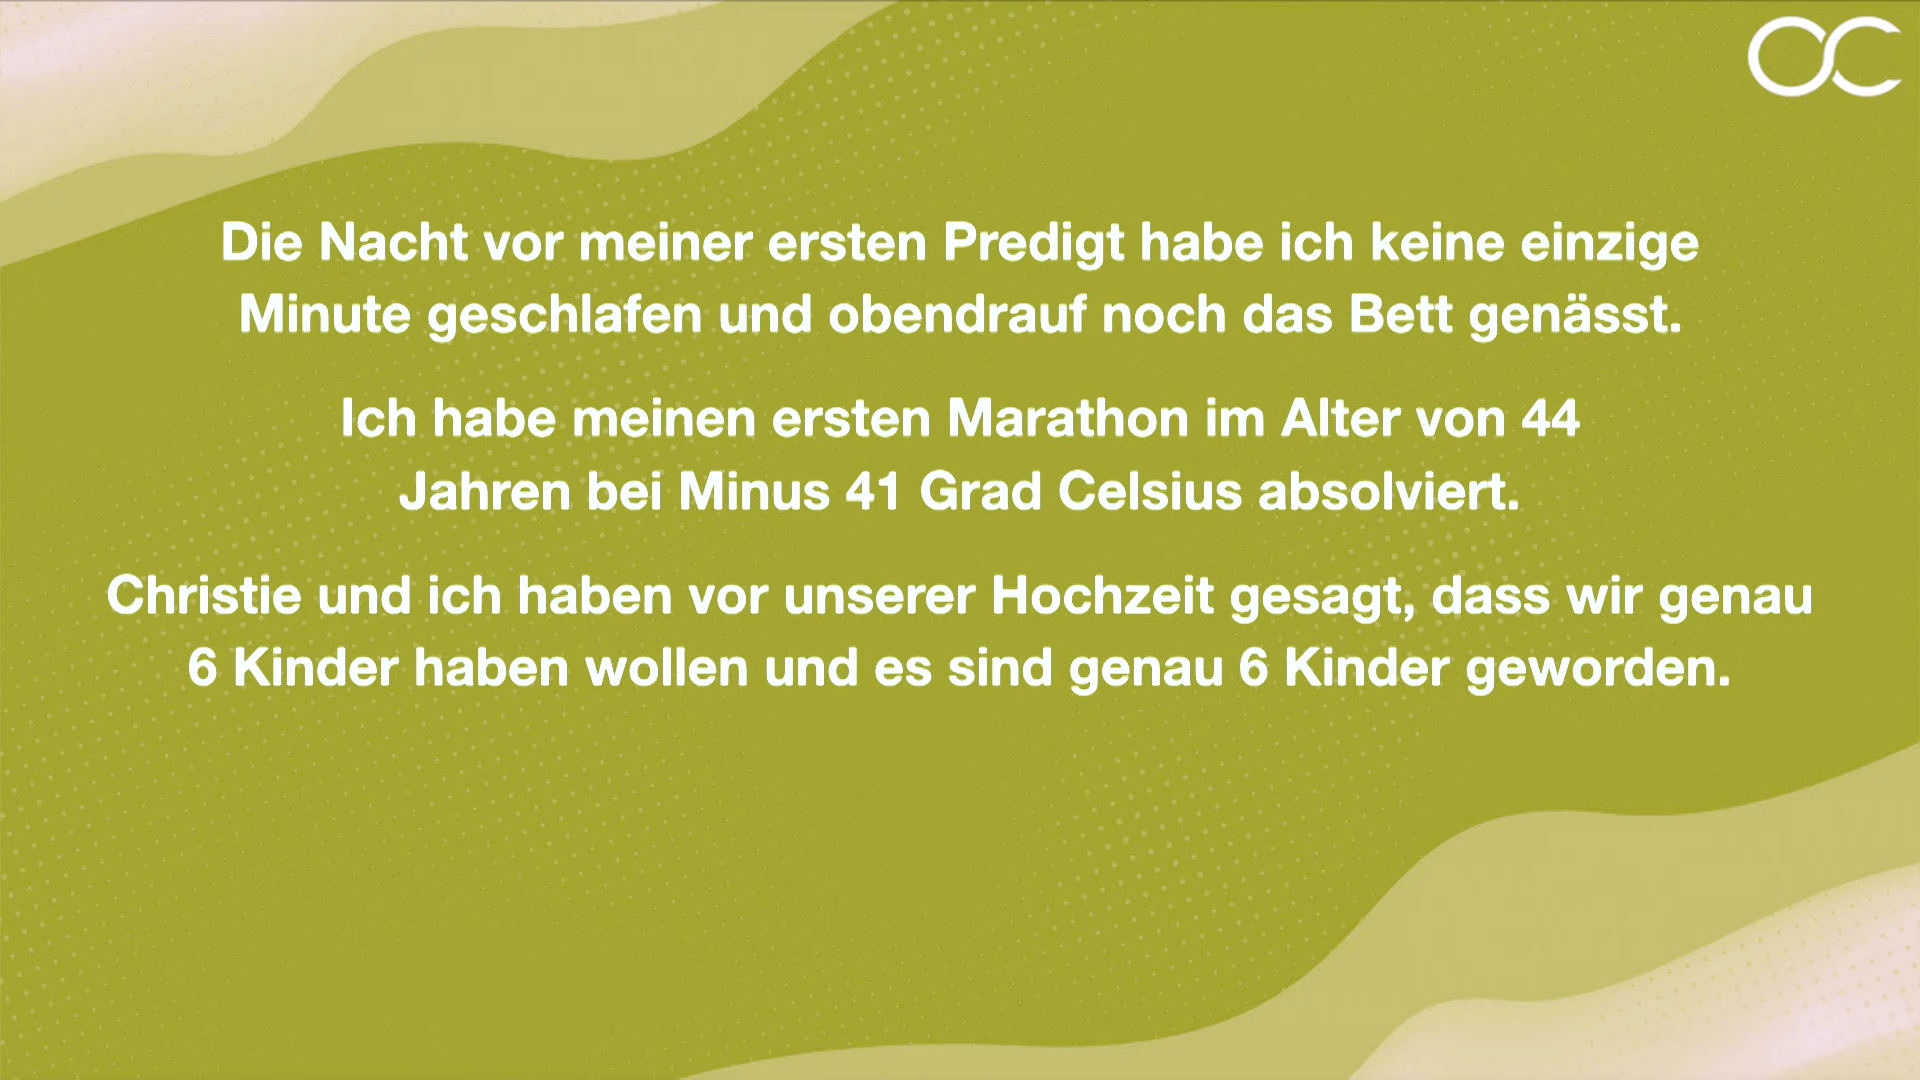 OC
Die Nacht vor meiner ersten Predigt habe ich keine einzige
Minute geschlafen und obendrauf noch das Bett genässt.
Ich habe meinen ersten Marathon im Alter von 44
Jahren bei Minus 41 Grad Celsius absolviert.
Christie und ich haben vor unserer Hochzeit gesagt, dass wir genau
6 Kinder haben wollen und es sind genau 6 Kinder geworden.